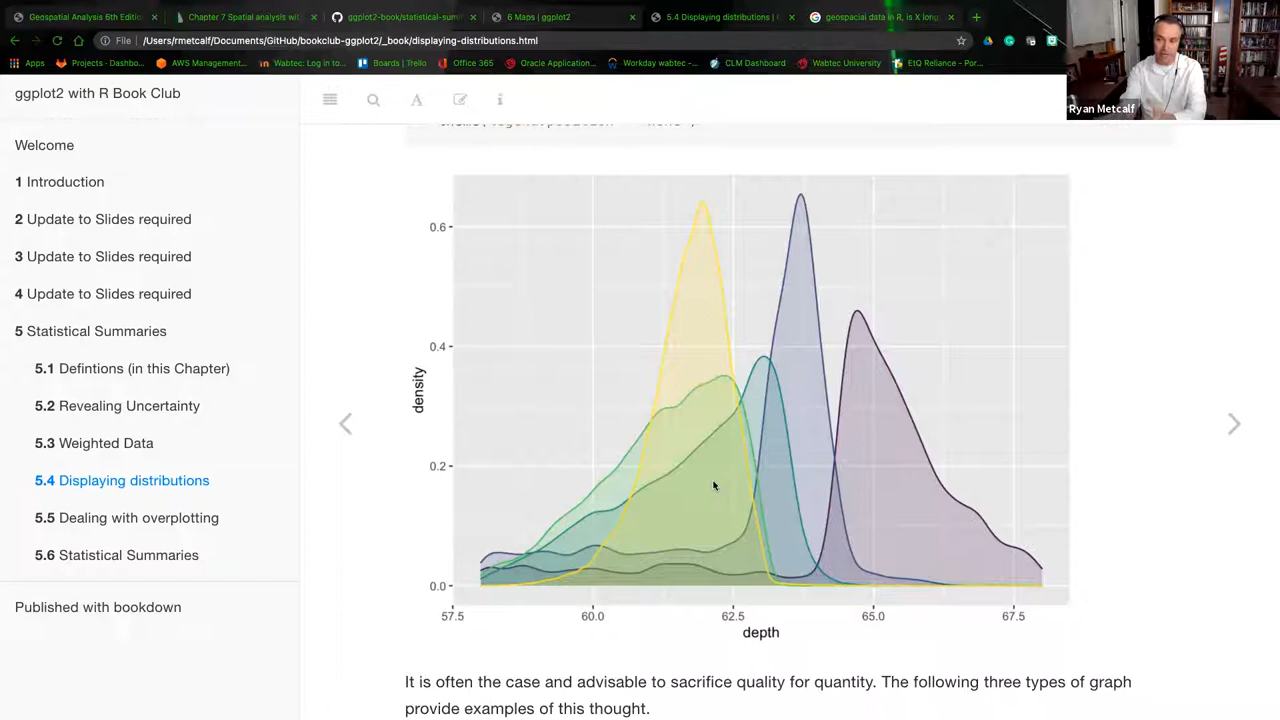 Geospatial Analysis 6th Edition
Chapter 7 Spatial analysis wit
ggplot2-book/statistical-sum
6 Maps | ggplot2
5.4 Displaying distributions |
geospacial data in R, is X long
File
/Users/rmetcalf/Documents/GitHub/bookclub-ggplot2/_book/displaying-distributions.html
Apps
Projects - Dashbo...
AWS Management...
Wabtec: Log in to...
Boards | Trello
Office 365
Oracle Application...
Workday wabtec -...
CLM Dashboard
Wabtec University
EtQ Reliance - Por...
Ryan Metcalf
ggplot2 with R Book Club
Welcome
1 Introduction
2 Update to Slides required
3 Update to Slides required
4 Update to Slides required
5 Statistical Summaries
5.1 Defintions (in this Chapter)
5.2 Revealing Uncertainty
5.3 Weighted Data
5.4 Displaying distributions
5.5 Dealing with overplotting
5.6 Statistical Summaries
Published with bookdown
0.6
0.4
0.2
0.0
density
57.5 60.0 62.5 65.0 67.5
depth
It is often the case and advisable to sacrifice quality for quantity. The following three types of graph
provide examples of this thought.